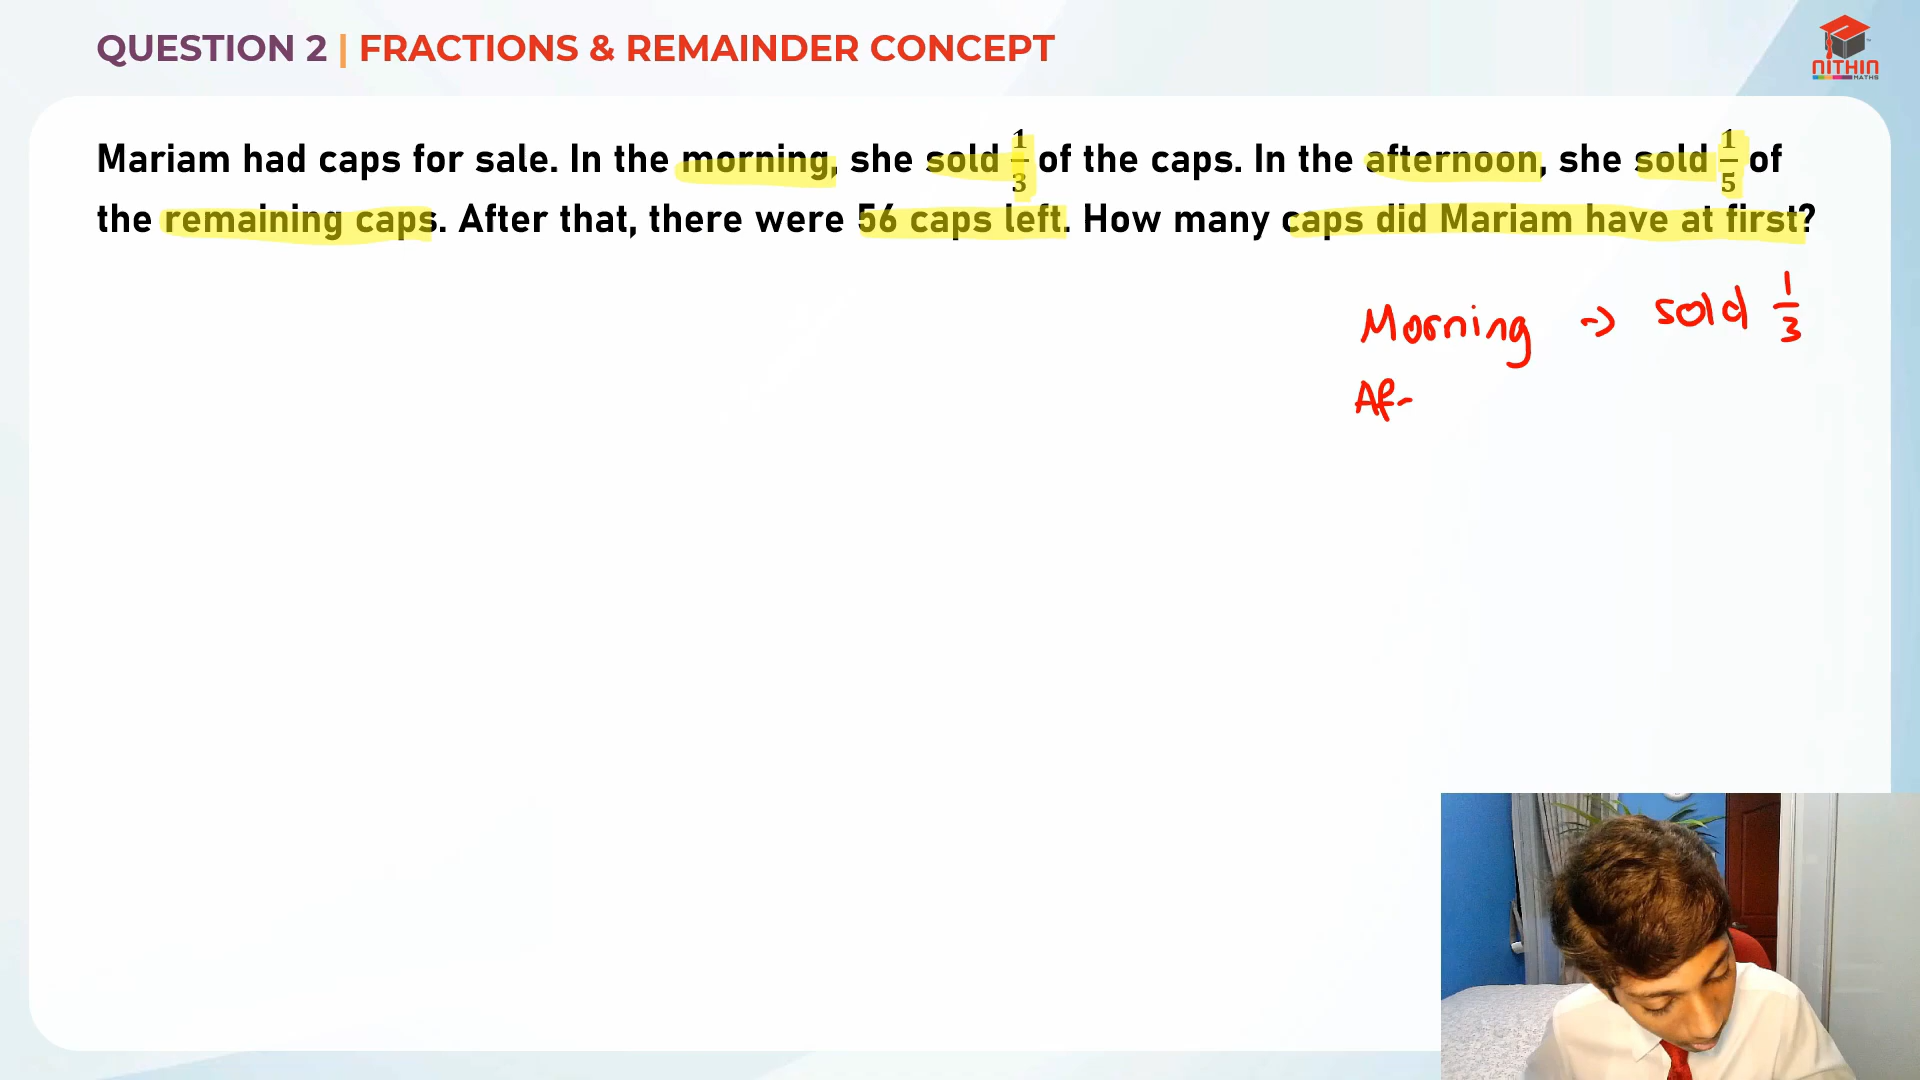 QUESTION 2 | FRACTIONS & REMAINDER CONCEPT
NITHIN
MATHS
Mariam had caps for sale. In the morning, she sold 1/3 of the caps. In the afternoon, she sold 1/5 of
the remaining caps. After that, there were 56 caps left. How many caps did Mariam have at first?
Morning → sold 1/3
Af-